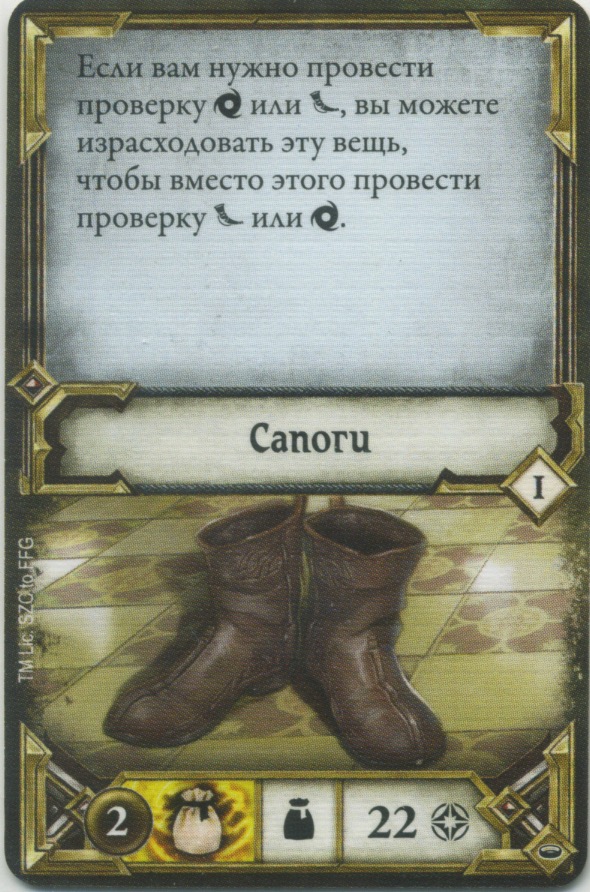 Если вам нужно провести
проверку или , вы можете
израсходовать эту вещь,
чтобы вместо этого провести
проверку или .
Сапоги
I
TM Lic. SZO to FFG
2
22